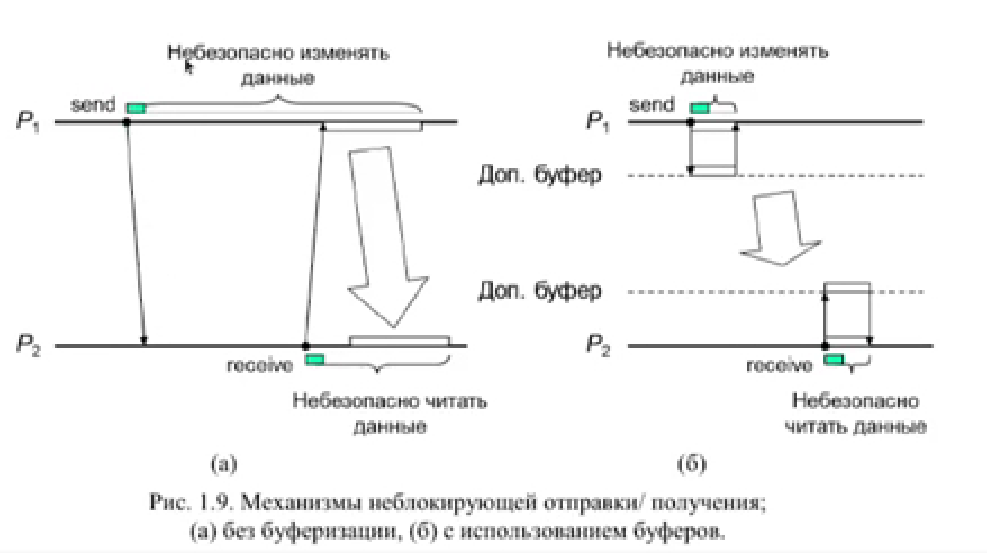 Небезопасно изменять
данные
send
P1
Небезопасно изменять
данные
send
P1
Доп. буфер
Доп. буфер
P2
receive
Небезопасно читать
данные
P2
receive
Небезопасно
читать данные
(а)
(б)
Рис. 1.9. Механизмы неблокирующей отправки/ получения;
(а) без буферизации, (б) с использованием буферов.